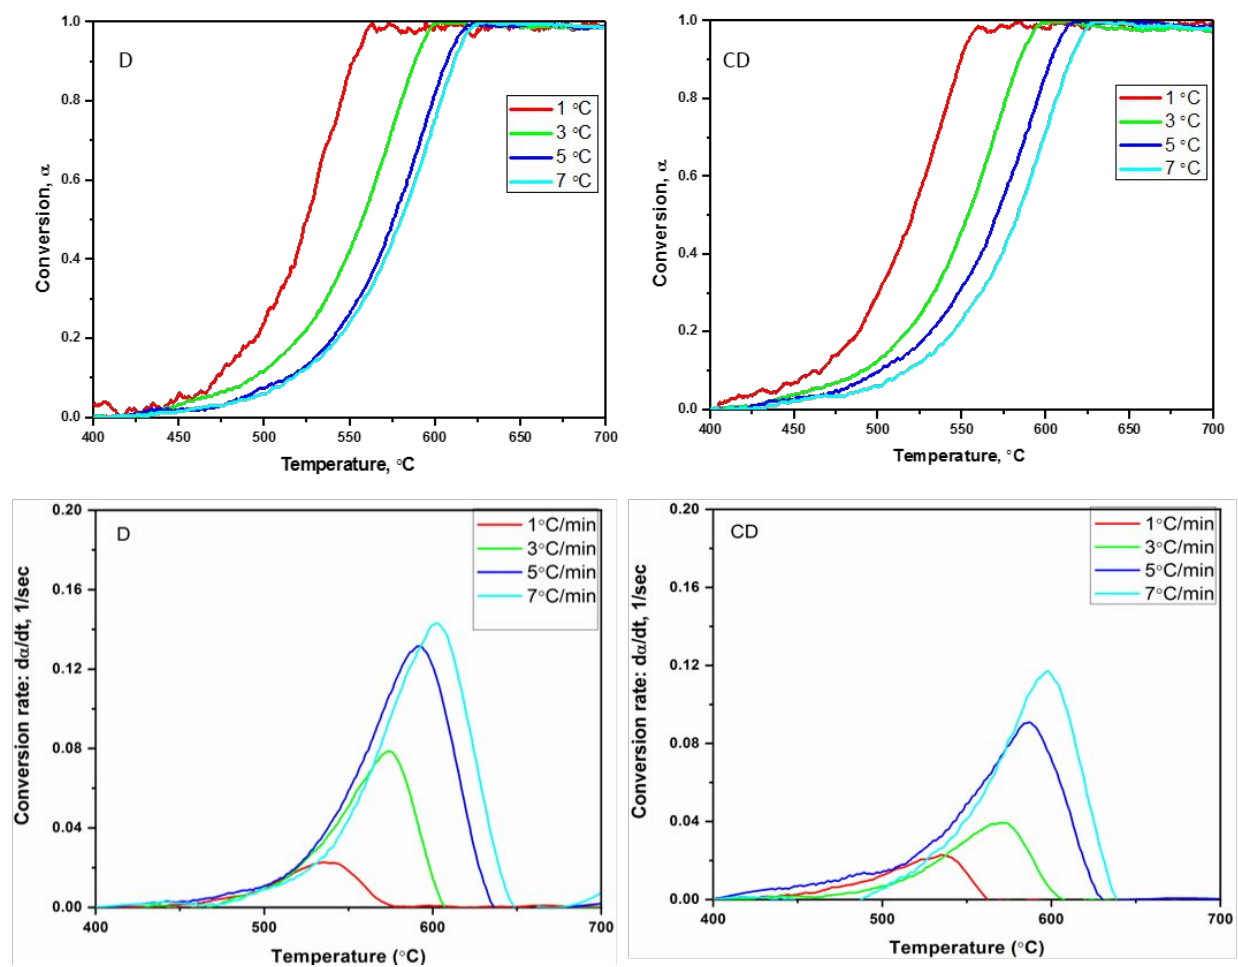 D
1 °C
3 °C
5 °C
7 °C
Conversion, α
1.0
0.8
0.6
0.4
0.2
0.0
400 450 500 550 600 650 700
Temperature, °C
CD
1 °C
3 °C
5 °C
7 °C
Conversion, α
1.0
0.8
0.6
0.4
0.2
0.0
400 450 500 550 600 650 700
Temperature, °C
D
1°C/min
3°C/min
5°C/min
7°C/min
Conversion rate: dα/dt, 1/sec
0.20
0.16
0.12
0.08
0.04
0.00
400 500 550 600 700
Temperature (°C)
CD
1°C/min
3°C/min
5°C/min
7°C/min
Conversion rate: dα/dt, 1/sec
0.20
0.16
0.12
0.08
0.04
0.00
400 500 550 600 700
Temperature (°C)